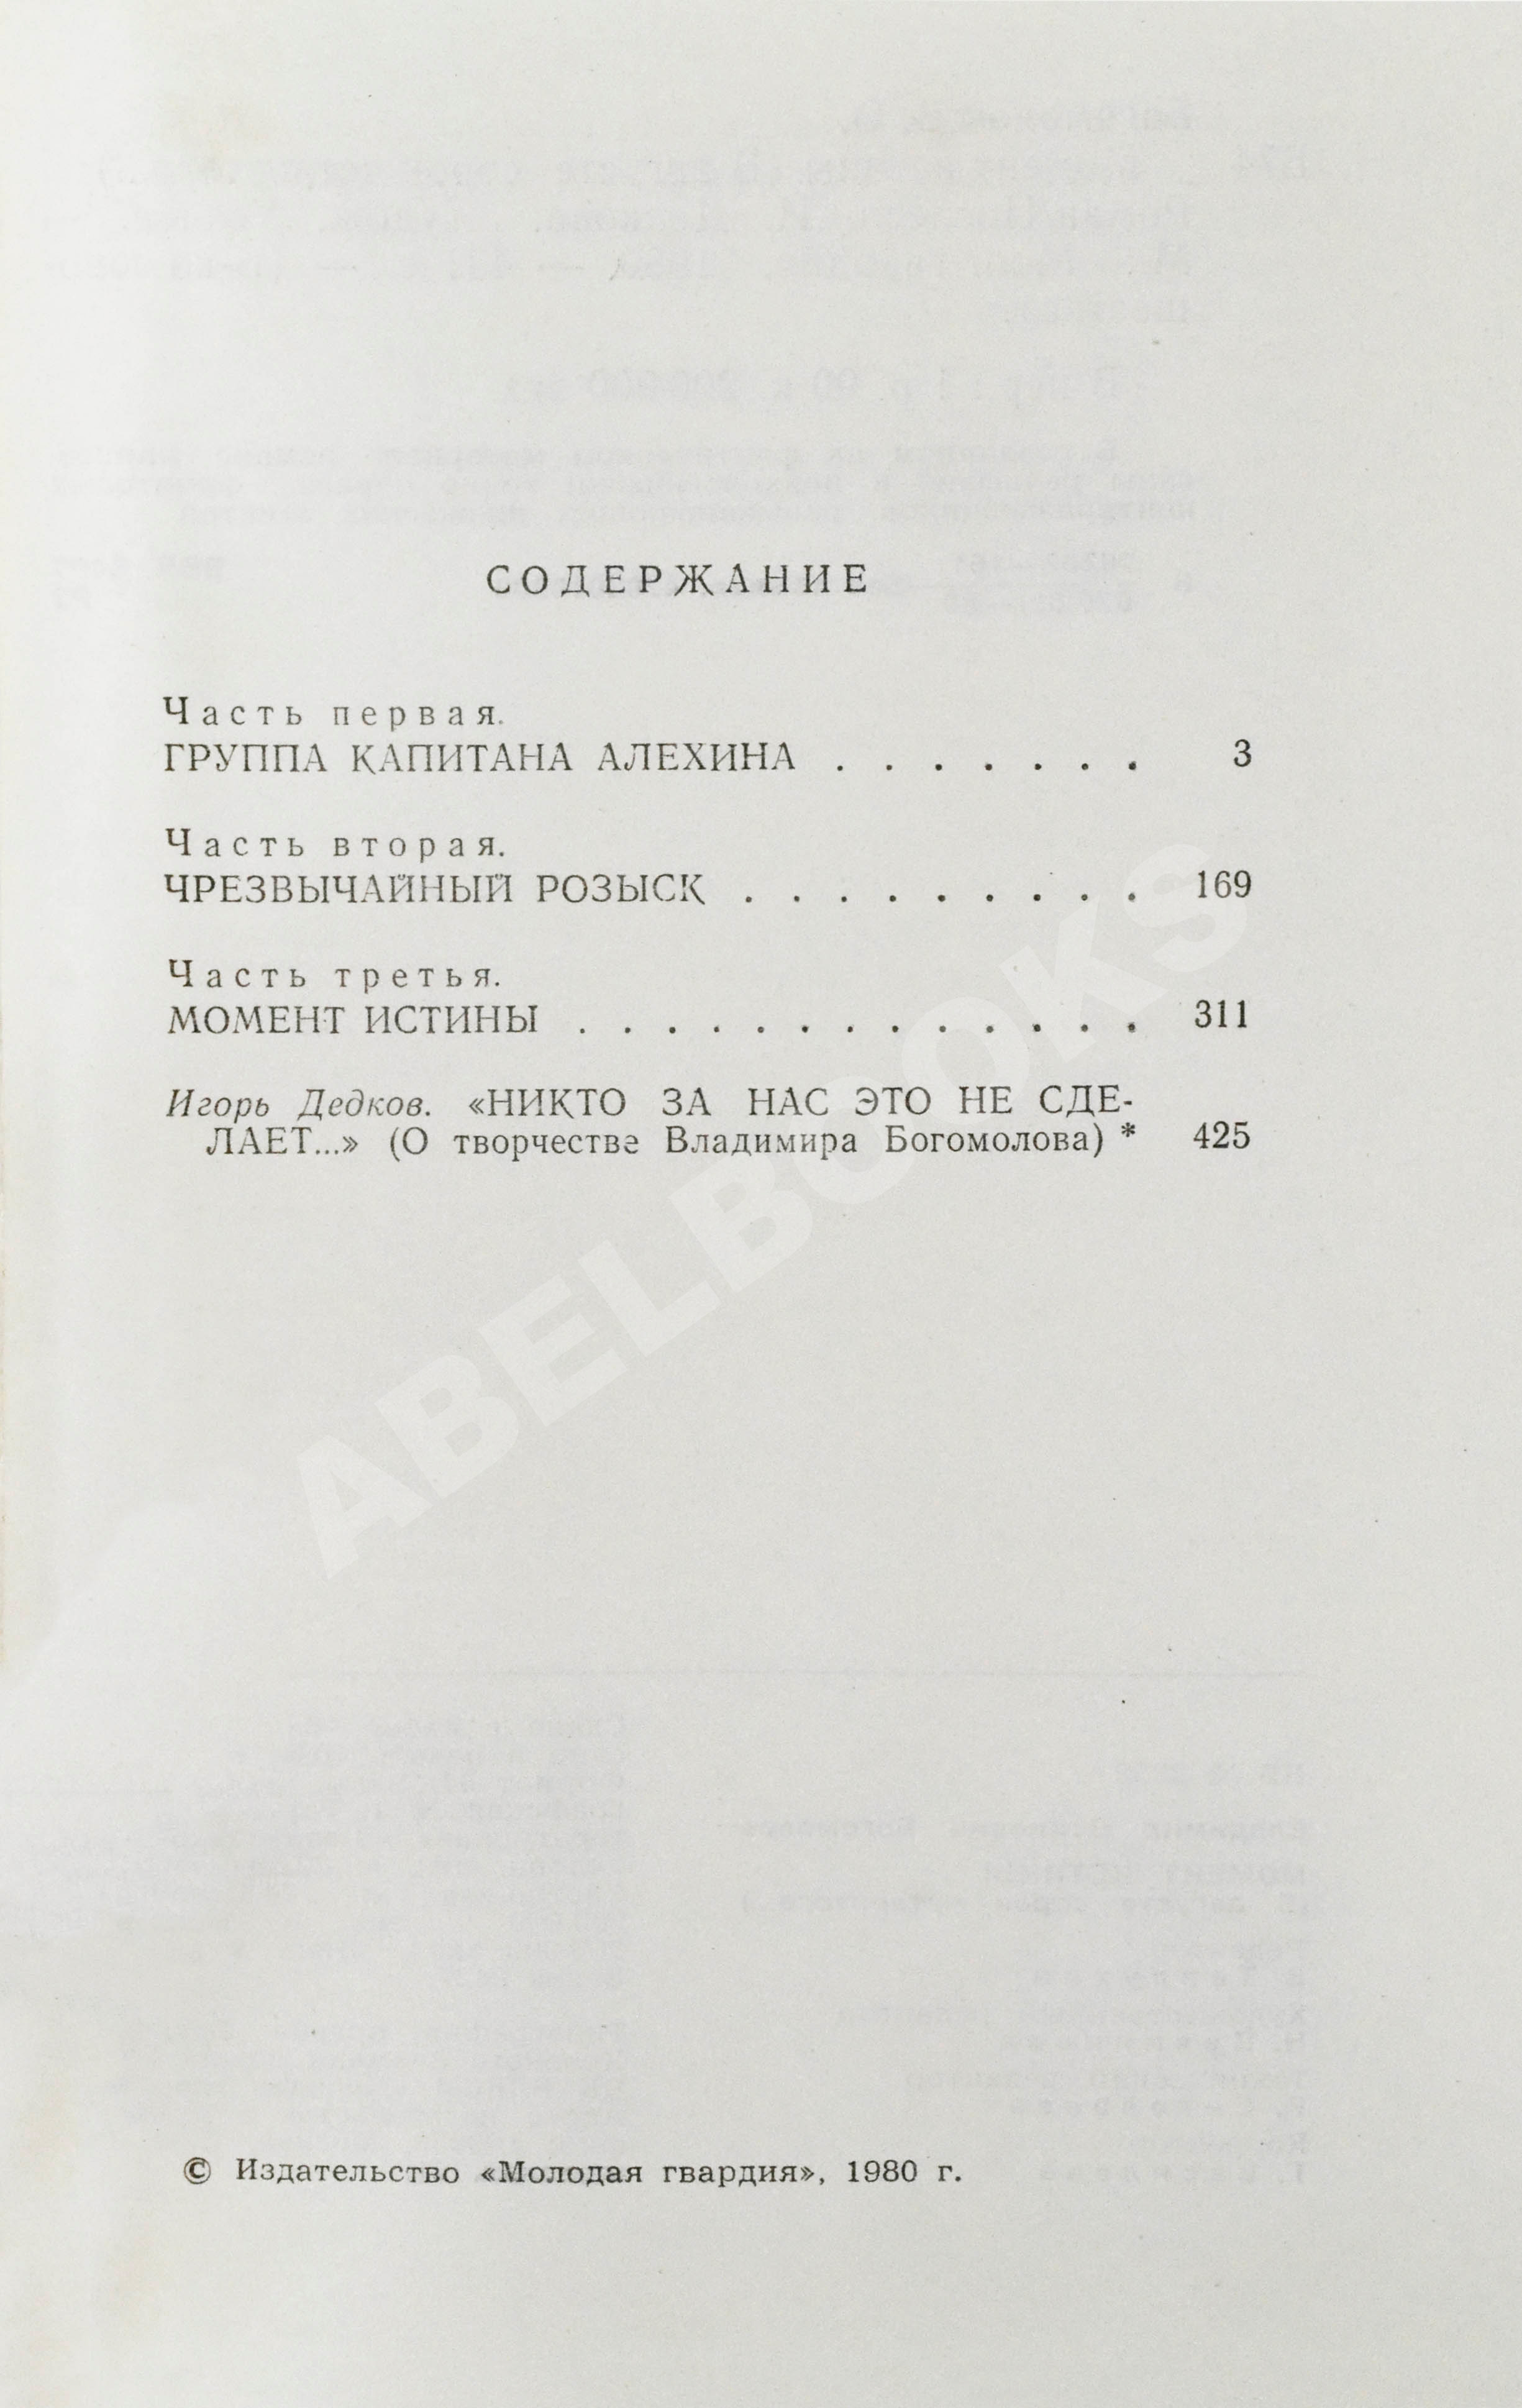 СОДЕРЖАНИЕ
Часть первая.
ГРУППА КАПИТАНА АЛЕХИНА . . . . . . . 3
Часть вторая.
ЧРЕЗВЫЧАЙНЫЙ РОЗЫСК . . . . . . . . . 169
Часть третья.
МОМЕНТ ИСТИНЫ . . . . . . . . . . . . . 311
Игорь Дедков. «НИКТО ЗА НАС ЭТО НЕ СДЕ-
ЛАЕТ...» (О творчестве Владимира Богомолова) * 425
ABELBOOKS
© Издательство «Молодая гвардия», 1980 г.